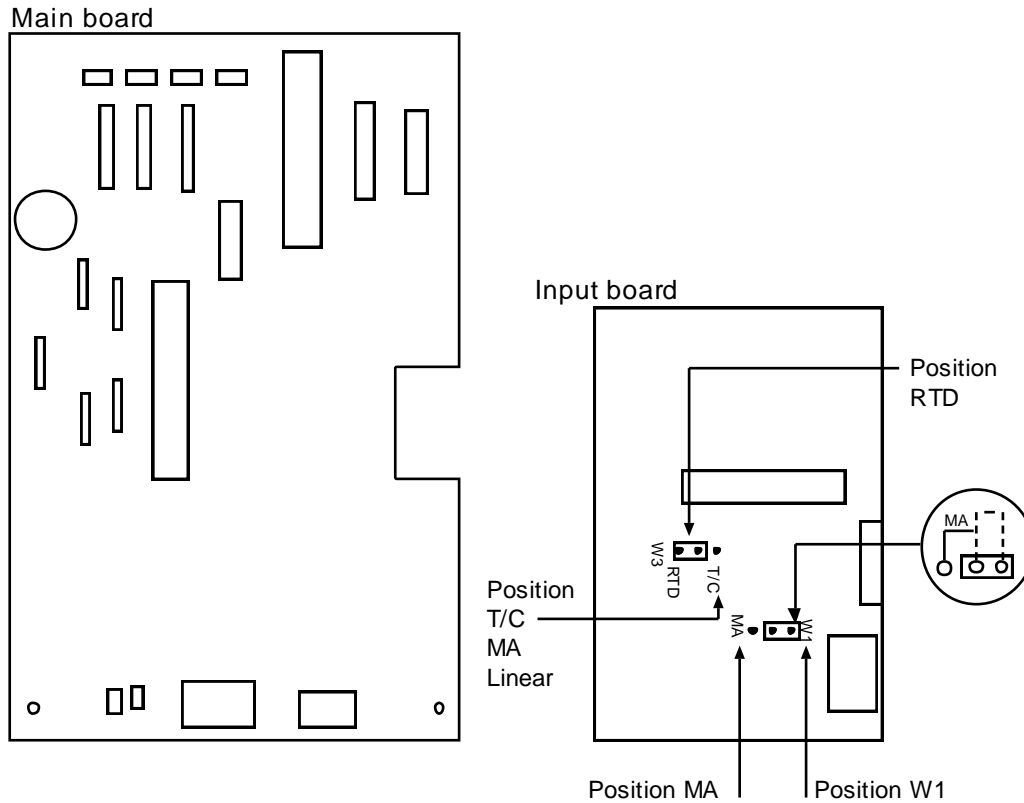 Main board
Input board
Position
RTD
MA
W3
RTD
T/C
Position
T/C
MA
Linear
MA
W1
Position MA
Position W1